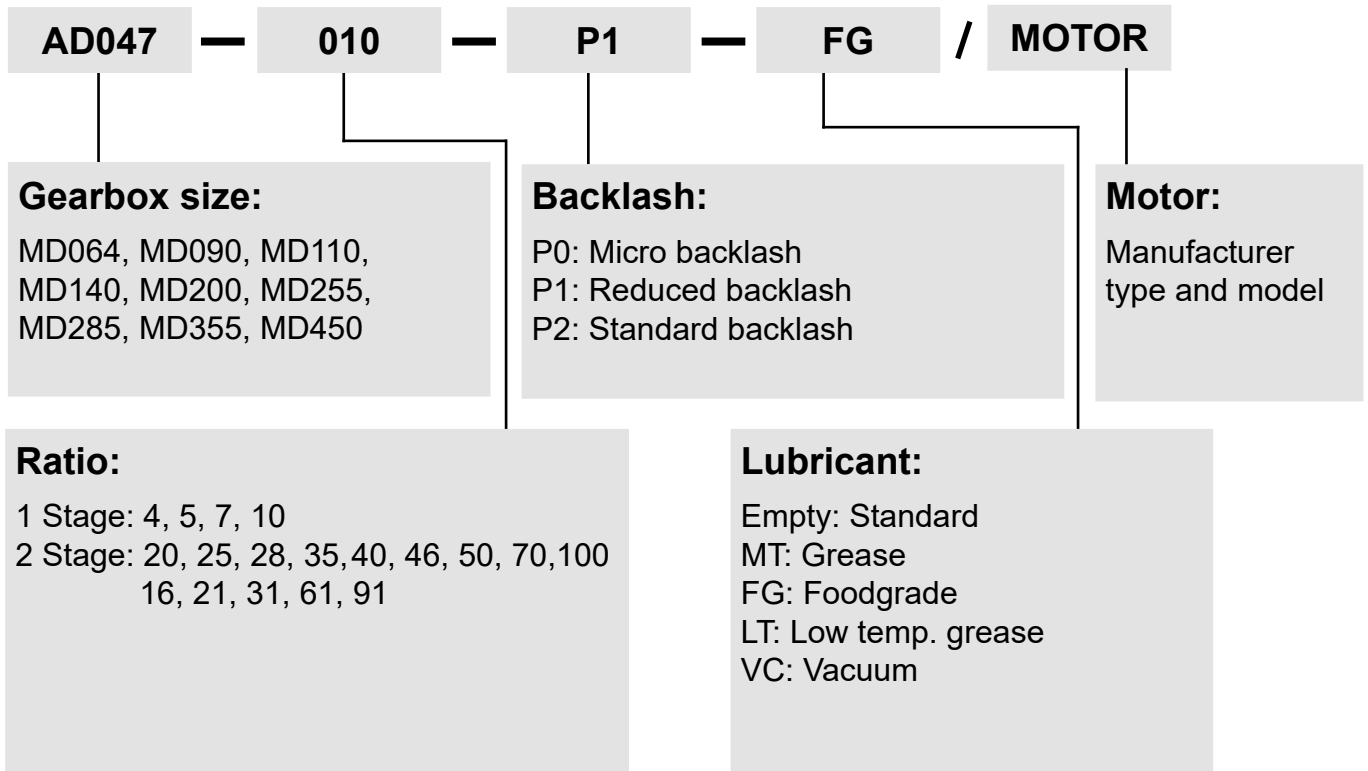 AD047 — 010 — P1 — FG / MOTOR
Gearbox size:
MD064, MD090, MD110,
MD140, MD200, MD255,
MD285, MD355, MD450
Backlash:
P0: Micro backlash
P1: Reduced backlash
P2: Standard backlash
Motor:
Manufacturer
type and model
Ratio:
1 Stage: 4, 5, 7, 10
2 Stage: 20, 25, 28, 35, 40, 46, 50, 70,100
16, 21, 31, 61, 91
Lubricant:
Empty: Standard
MT: Grease
FG: Foodgrade
LT: Low temp. grease
VC: Vacuum